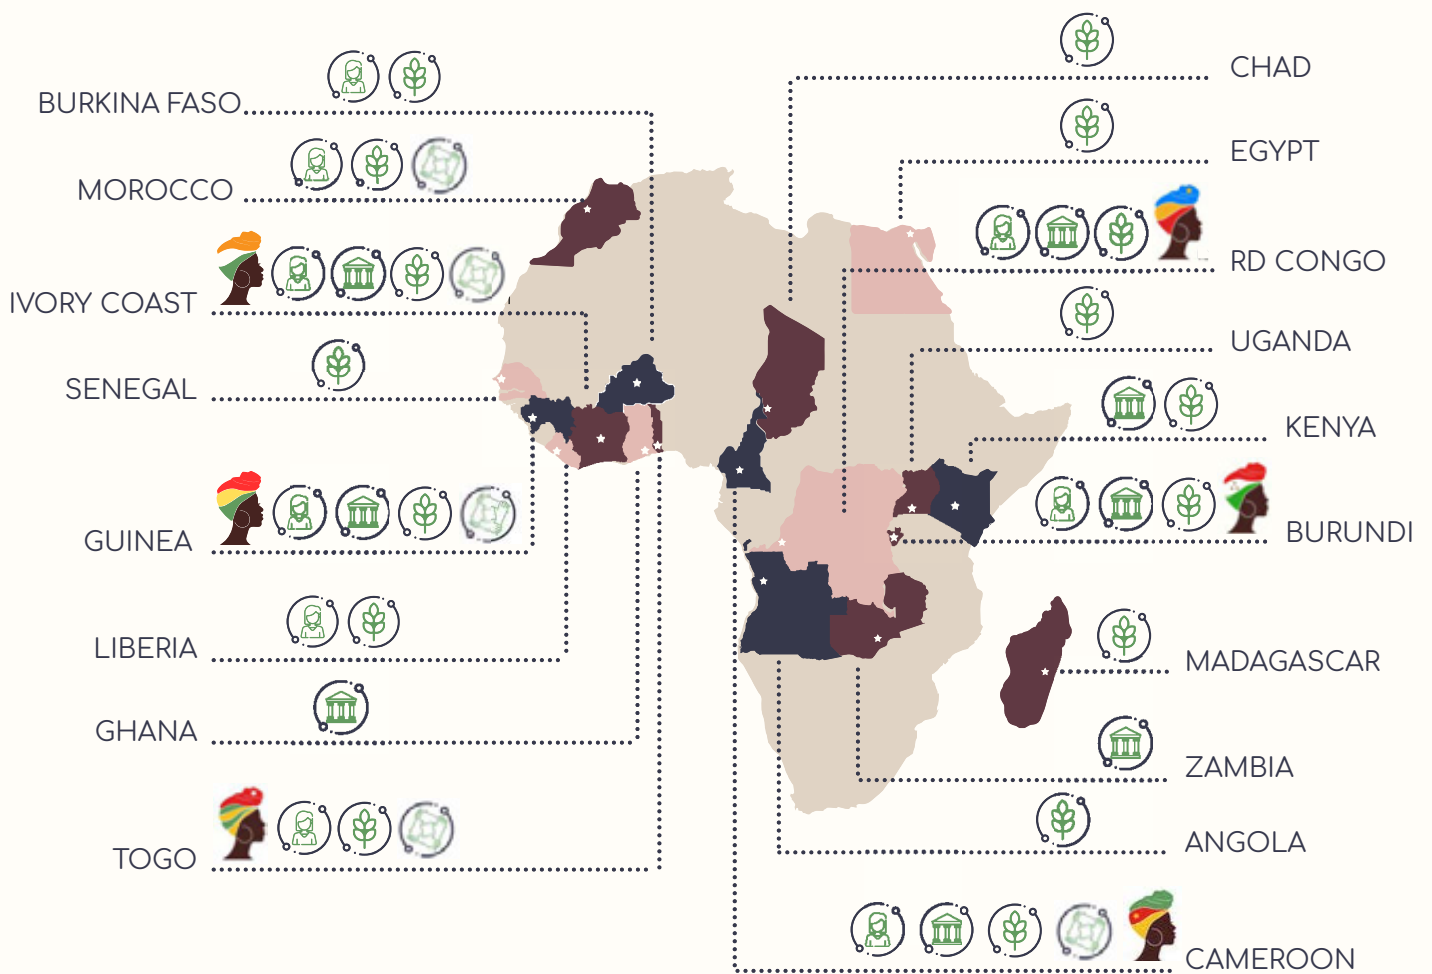 BURKINA FASO
MOROCCO
IVORY COAST
SENEGAL
GUINEA
LIBERIA
GHANA
TOGO
CHAD
EGYPT
RD CONGO
UGANDA
KENYA
BURUNDI
MADAGASCAR
ZAMBIA
ANGOLA
CAMEROON